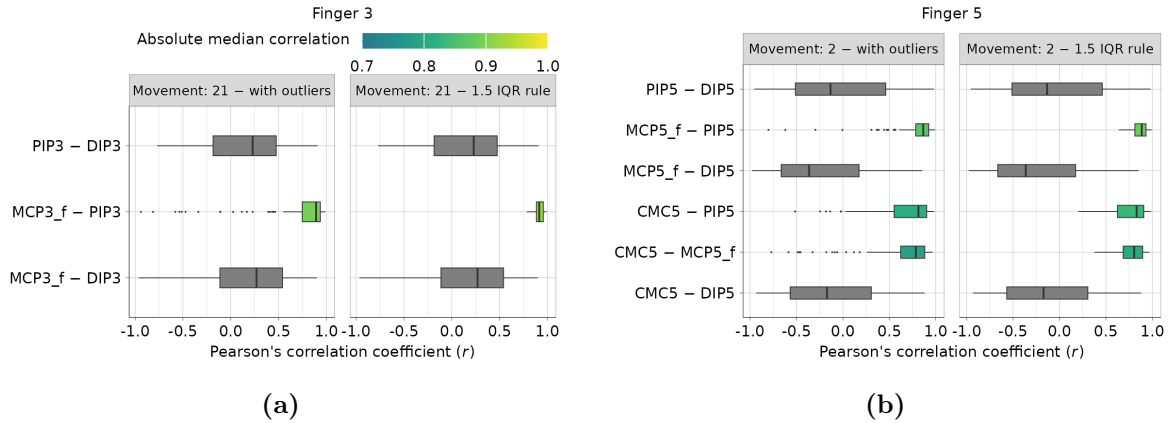 Finger 3
Absolute median correlation
0.7 0.8 0.9 1.0
Movement: 21 − with outliers
Movement: 21 − 1.5 IQR rule
PIP3 − DIP3
MCP3_f − PIP3
MCP3_f − DIP3
-1.0 -0.5 0.0 0.5 1.0
-1.0 -0.5 0.0 0.5 1.0
Pearson's correlation coefficient (r)
(a)
Finger 5
Movement: 2 − with outliers
Movement: 2 − 1.5 IQR rule
PIP5 − DIP5
MCP5_f − PIP5
MCP5_f − DIP5
CMC5 − PIP5
CMC5 − MCP5_f
CMC5 − DIP5
-1.0 -0.5 0.0 0.5 1.0
-1.0 -0.5 0.0 0.5 1.0
Pearson's correlation coefficient (r)
(b)